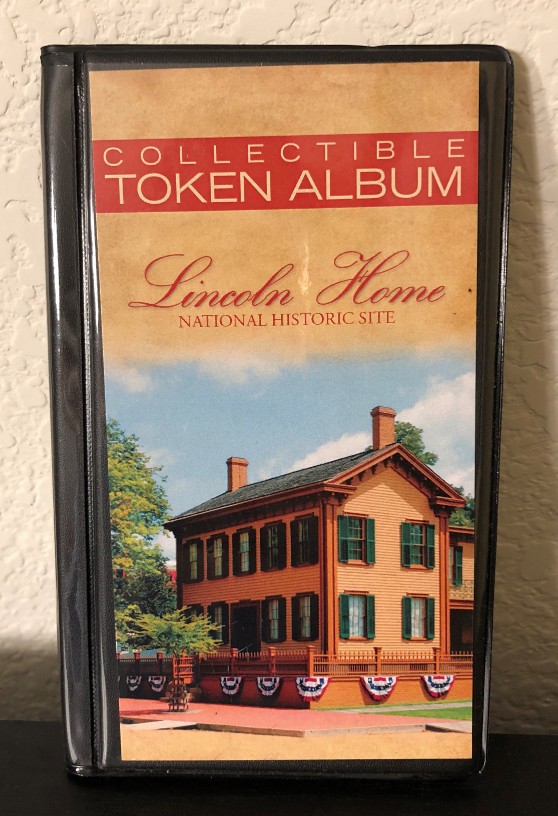 COLLECTIBLE
TOKEN ALBUM
Lincoln Home
NATIONAL HISTORIC SITE